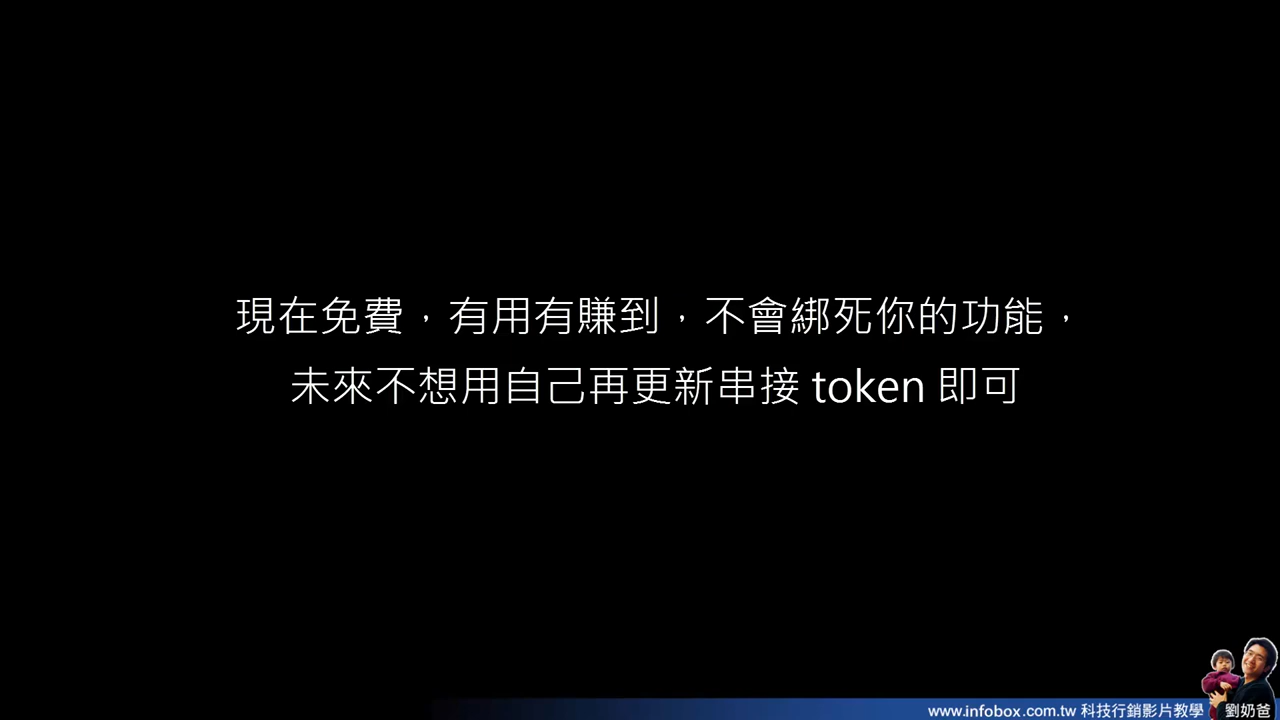 現在免費，有用有賺到，不會綁死你的功能，
未來不想用自己再更新串接 token 即可
www.infobox.com.tw 科技行銷影片教學
劉奶爸